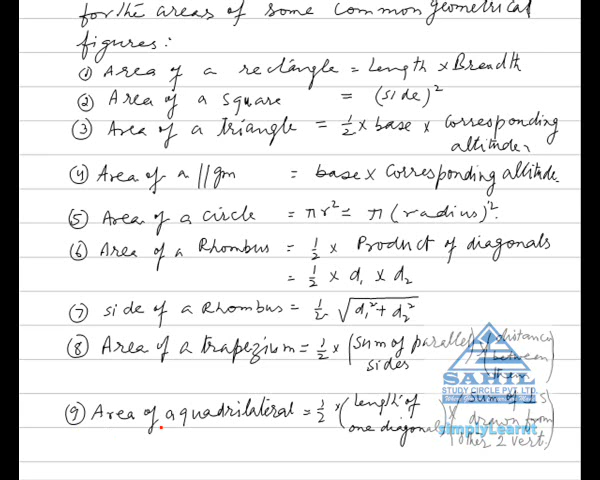 for the areas of some common geometrical
figures:
① Area of a rectangle = Length × Breadth
② Area of a square = (side)²
③ Area of a triangle = 1/2 × base × corresponding
altitude.
④ Area of a ||gm = base × corresponding altitude
⑤ Area of a circle = πr² = π (radius)².
⑥ Area of a Rhombus = 1/2 × Product of diagonals
= 1/2 × d₁ × d₂
⑦ side of a Rhombus = 1/2 √(d₁² + d₂²)
⑧ Area of a trapezium = 1/2 × (sum of parallel sides) × (distance between them)
⑨ Area of a quadrilateral = 1/2 × (Length of one diagonal) × (Sum of ⊥s drawn from other 2 vert.)
SAHIL
STUDY CIRCLE PVT. LTD.
simplyLearnt